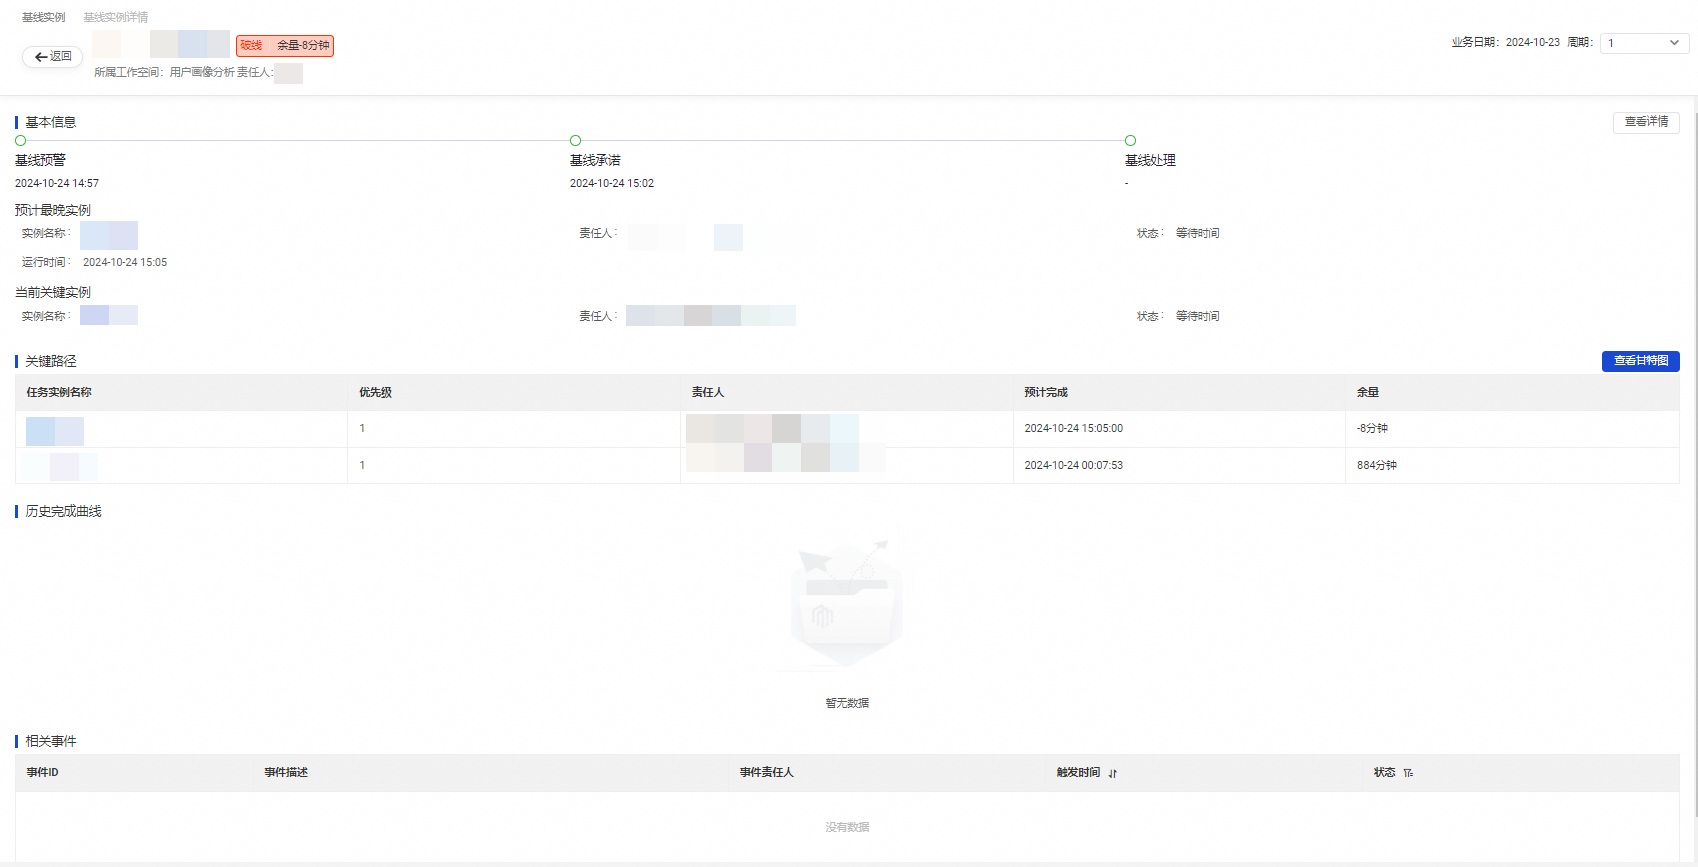 基线实例 基线实例详情
返回
破线 余量-8分钟
所属工作空间：用户画像分析 责任人：
业务日期：2024-10-23 周期： 1
基本信息
查看详情
基线预警 基线承诺 基线处理
2024-10-24 14:57 2024-10-24 15:02 -
预计最晚实例
实例名称： 责任人： 状态： 等待时间
运行时间： 2024-10-24 15:05
当前关键实例
实例名称： 责任人： 状态： 等待时间
关键路径
查看甘特图
任务实例名称 优先级 责任人 预计完成 余量
1 2024-10-24 15:05:00 -8分钟
1 2024-10-24 00:07:53 884分钟
历史完成曲线
暂无数据
相关事件
事件ID 事件描述 事件责任人 触发时间 状态
没有数据